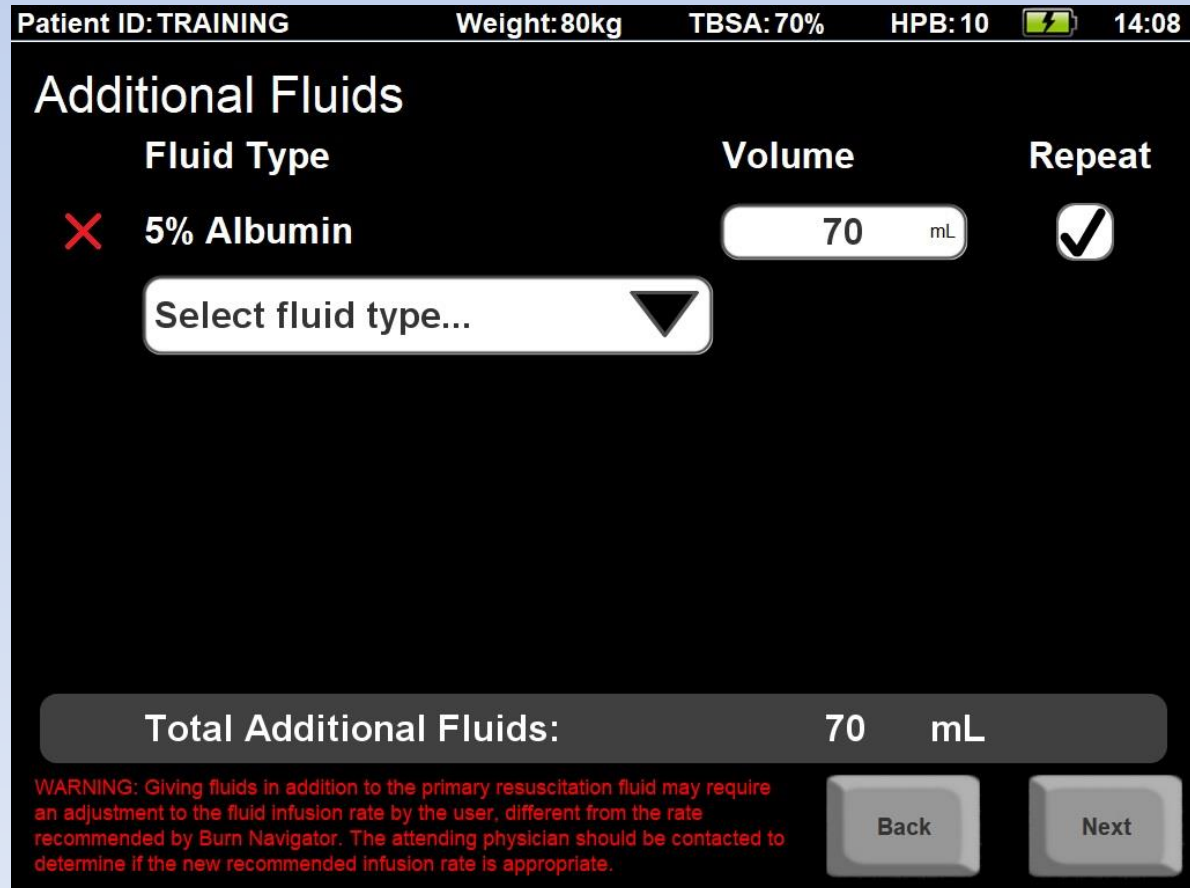 Patient ID: TRAINING Weight: 80kg TBSA: 70% HPB: 10 14:08
Additional Fluids
Fluid Type Volume Repeat
5% Albumin 70 mL
Select fluid type...
Total Additional Fluids: 70 mL
WARNING: Giving fluids in addition to the primary resuscitation fluid may require
an adjustment to the fluid infusion rate by the user, different from the rate
recommended by Burn Navigator. The attending physician should be contacted to
determine if the new recommended infusion rate is appropriate.
Back Next